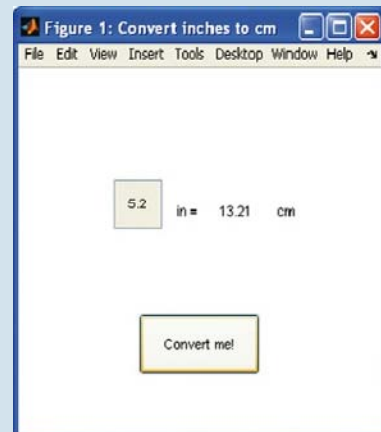 Figure 1: Convert inches to cm
File Edit View Insert Tools Desktop Window Help
5.2 in = 13.21 cm
Convert me!